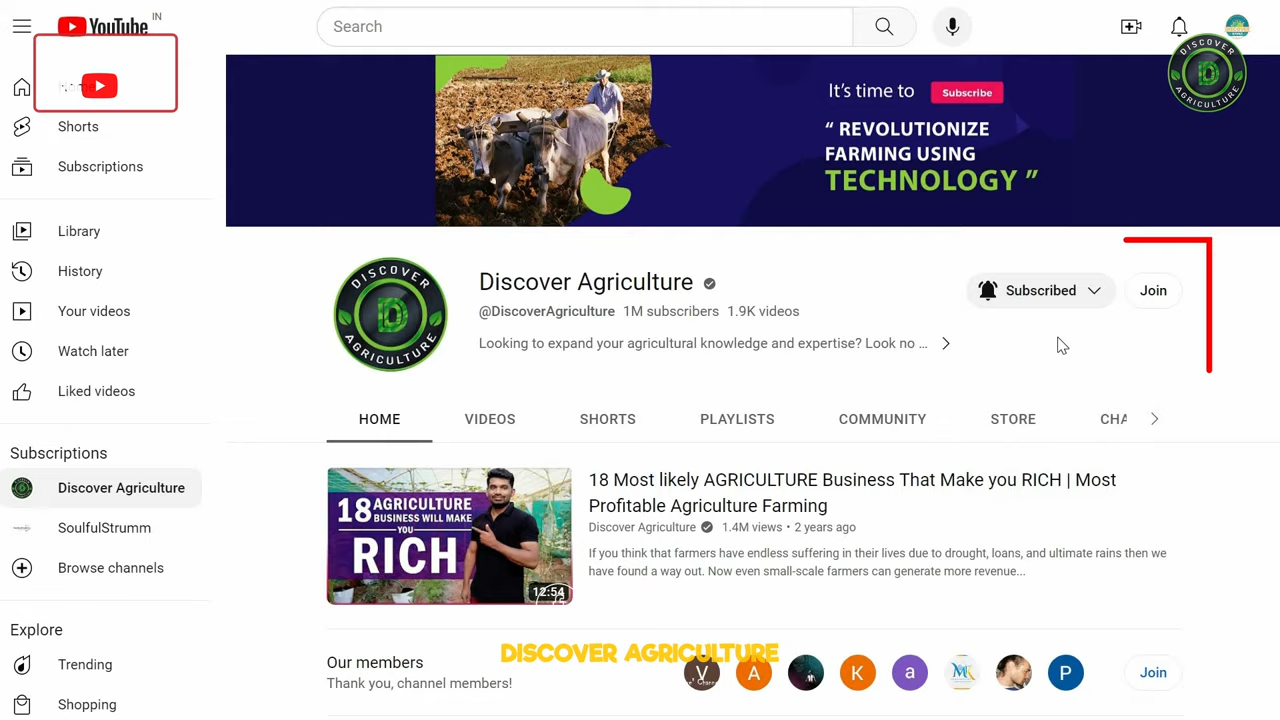 YouTube IN
Search
Shorts
Subscriptions
Library
History
Your videos
Watch later
Liked videos
Subscriptions
Discover Agriculture
SoulfulStrumm
Browse channels
Explore
Trending
Shopping
It's time to Subscribe
“ REVOLUTIONIZE
FARMING USING
TECHNOLOGY ”
DISCOVER
D
AGRICULTURE
DISCOVER
D
AGRICULTURE
Discover Agriculture
@DiscoverAgriculture 1M subscribers 1.9K videos
Looking to expand your agricultural knowledge and expertise? Look no ...
Subscribed
Join
HOME VIDEOS SHORTS PLAYLISTS COMMUNITY STORE CHA
18 AGRICULTURE
BUSINESS WILL MAKE
YOU
RICH
12:54
18 Most likely AGRICULTURE Business That Make you RICH | Most
Profitable Agriculture Farming
Discover Agriculture 1.4M views • 2 years ago
If you think that farmers have endless suffering in their lives due to drought, loans, and ultimate rains then we
have found a way out. Now even small-scale farmers can generate more revenue...
Our members
Thank you, channel members!
DISCOVER AGRICULTURE
V A K a P
Join